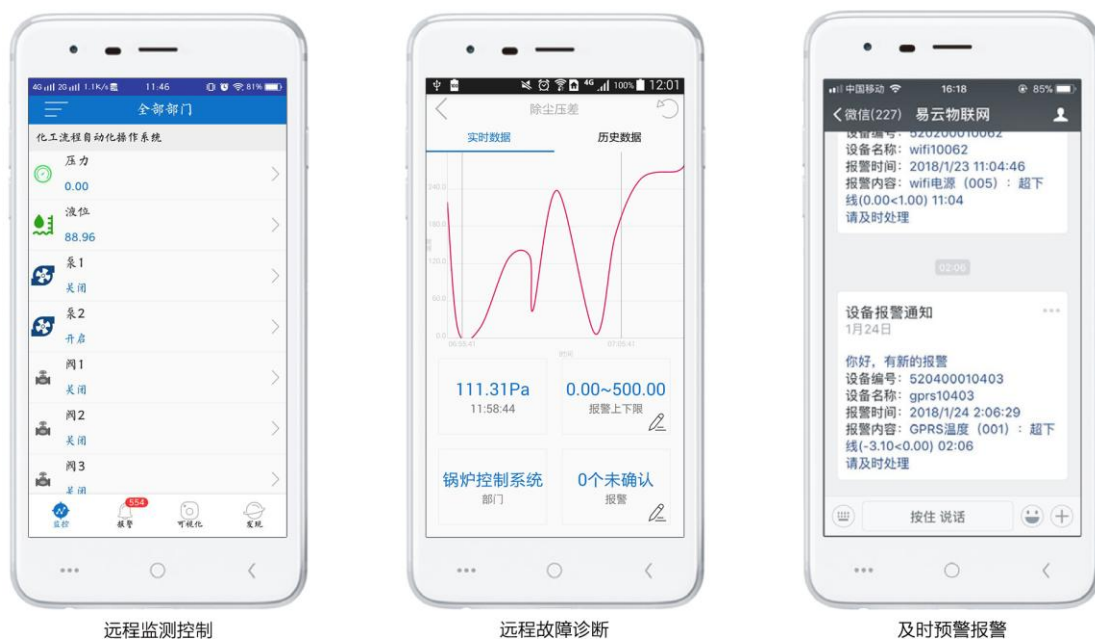 4G 2G 1.1K/s 11:46 81%
全部部门
化工流程自动化操作系统
压力
0.00
液位
88.96
泵1
关闭
泵2
开启
阀1
关闭
阀2
关闭
阀3
关闭
监控
554
报警
可视化
发现
远程监测控制
4G 100% 12:01
除尘压差
实时数据
历史数据
240.0
180.0
120.0
60.0
0.0
06:55:41
07:05:41
时间
111.31Pa
11:58:44
0.00~500.00
报警上下限
锅炉控制系统
部门
0个未确认
报警
远程故障诊断
中国移动 16:18 85%
微信(227) 易云物联网
设备编号：520200010062
设备名称：wifi10062
报警时间：2018/1/23 11:04:46
报警内容：wifi电源（005）：超下
线(0.00<1.00) 11:04
请及时处理
02:06
设备报警通知
1月24日
你好，有新的报警
设备编号：520400010403
设备名称：gprs10403
报警时间：2018/1/24 2:06:29
报警内容：GPRS温度（001）：超下
线(-3.10<0.00) 02:06
请及时处理
按住 说话
及时预警报警